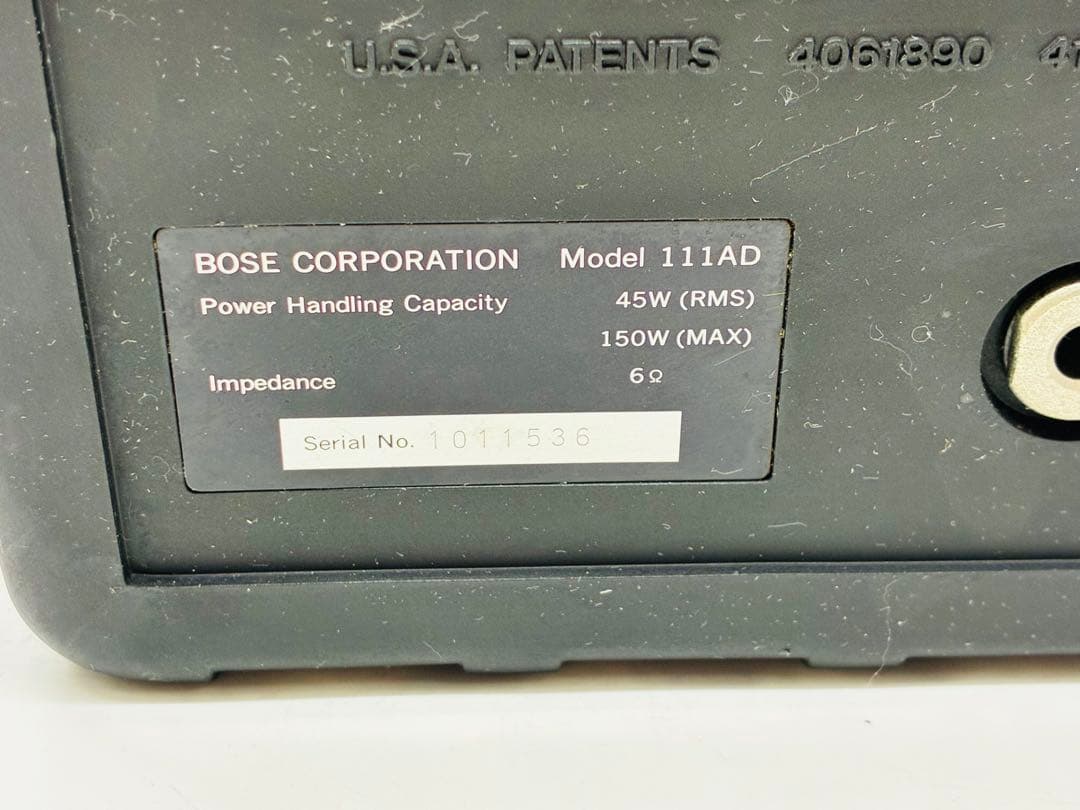 U.S.A. PATENTS 4061890
BOSE CORPORATION Model 111AD
Power Handling Capacity 45W (RMS)
150W (MAX)
Impedance 6Ω
Serial No. 1011536